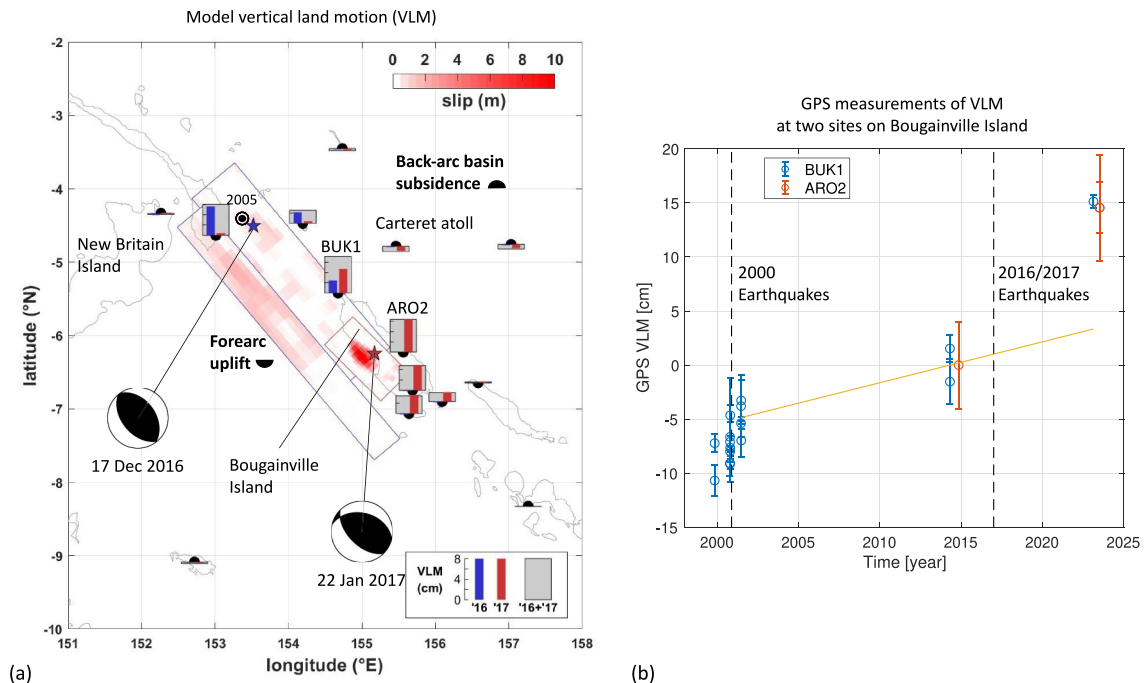 Model vertical land motion (VLM)
-2
-3
-4
-5
-6
-7
-8
-9
-10
latitude (°N)
0 2 4 6 8 10
slip (m)
Back-arc basin
subsidence
2005
Carteret atoll
New Britain
Island
BUK1
ARO2
Forearc
uplift
17 Dec 2016
Bougainville
Island
22 Jan 2017
VLM
(cm)
8
4
0
'16 '17 '16+'17
151 152 153 154 155 156 157 158
longitude (°E)
(a)
GPS measurements of VLM
at two sites on Bougainville Island
20
15
10
5
0
-5
-10
-15
GPS VLM [cm]
BUK1
ARO2
2000
Earthquakes
2016/2017
Earthquakes
2000 2005 2010 2015 2020 2025
Time [year]
(b)